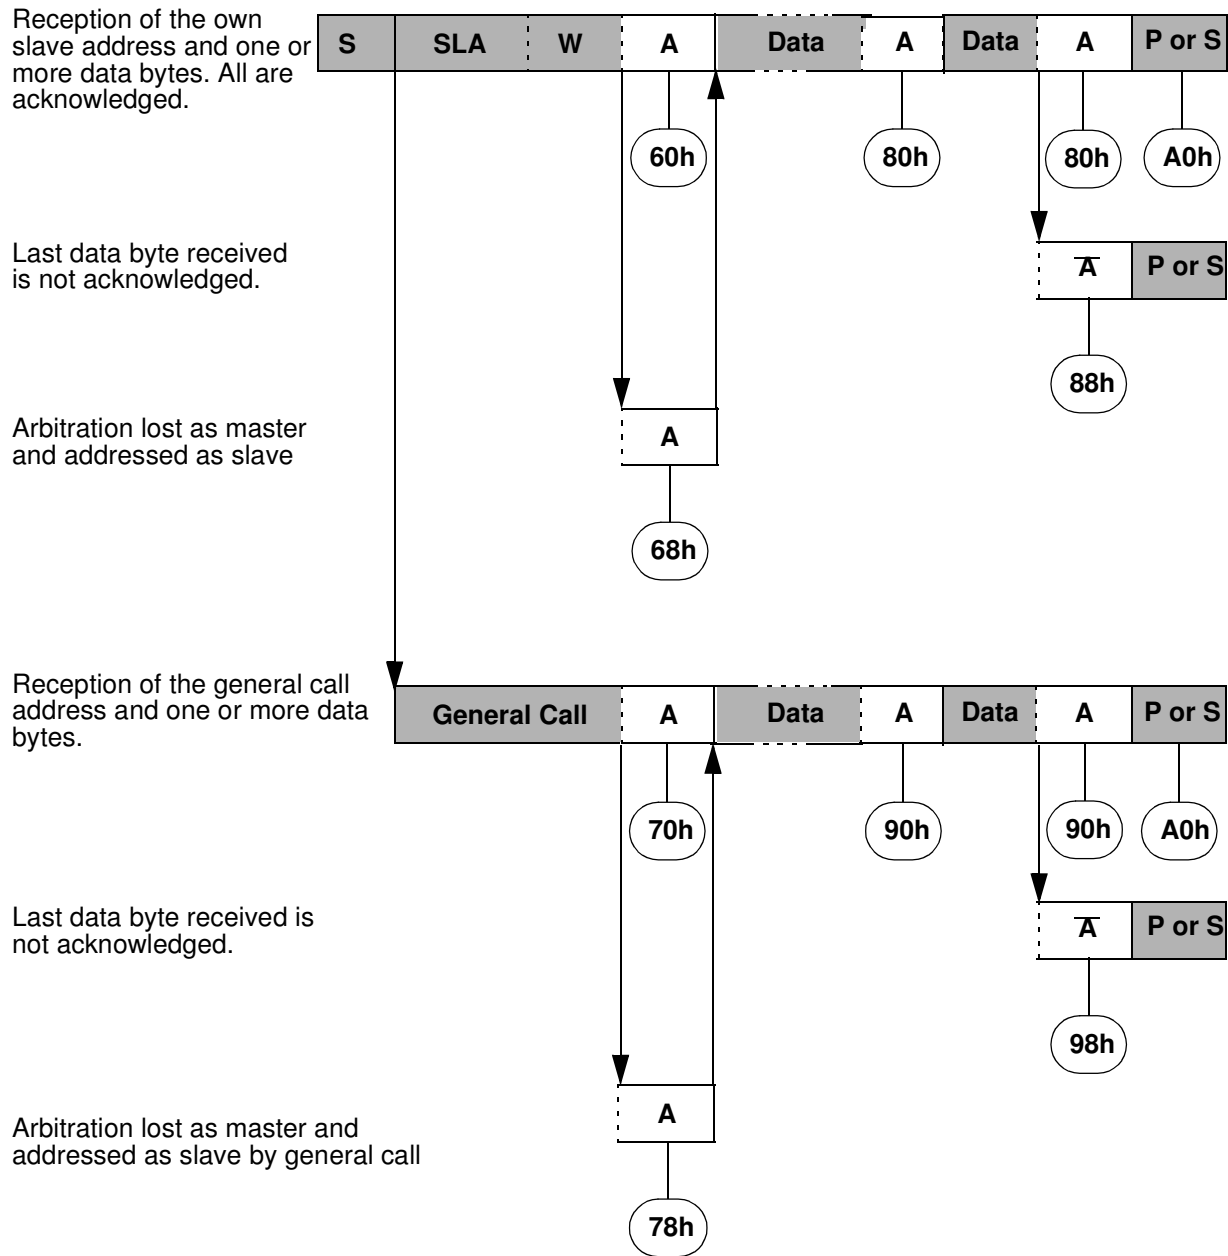 Reception of the own
slave address and one or
more data bytes. All are
acknowledged.
S SLA W A Data A Data A P or S
60h 80h 80h A0h
Last data byte received
is not acknowledged.
A̅ P or S
88h
Arbitration lost as master
and addressed as slave
A
68h
Reception of the general call
address and one or more data
bytes.
General Call A Data A Data A P or S
70h 90h 90h A0h
Last data byte received is
not acknowledged.
A̅ P or S
98h
Arbitration lost as master and
addressed as slave by general call
A
78h